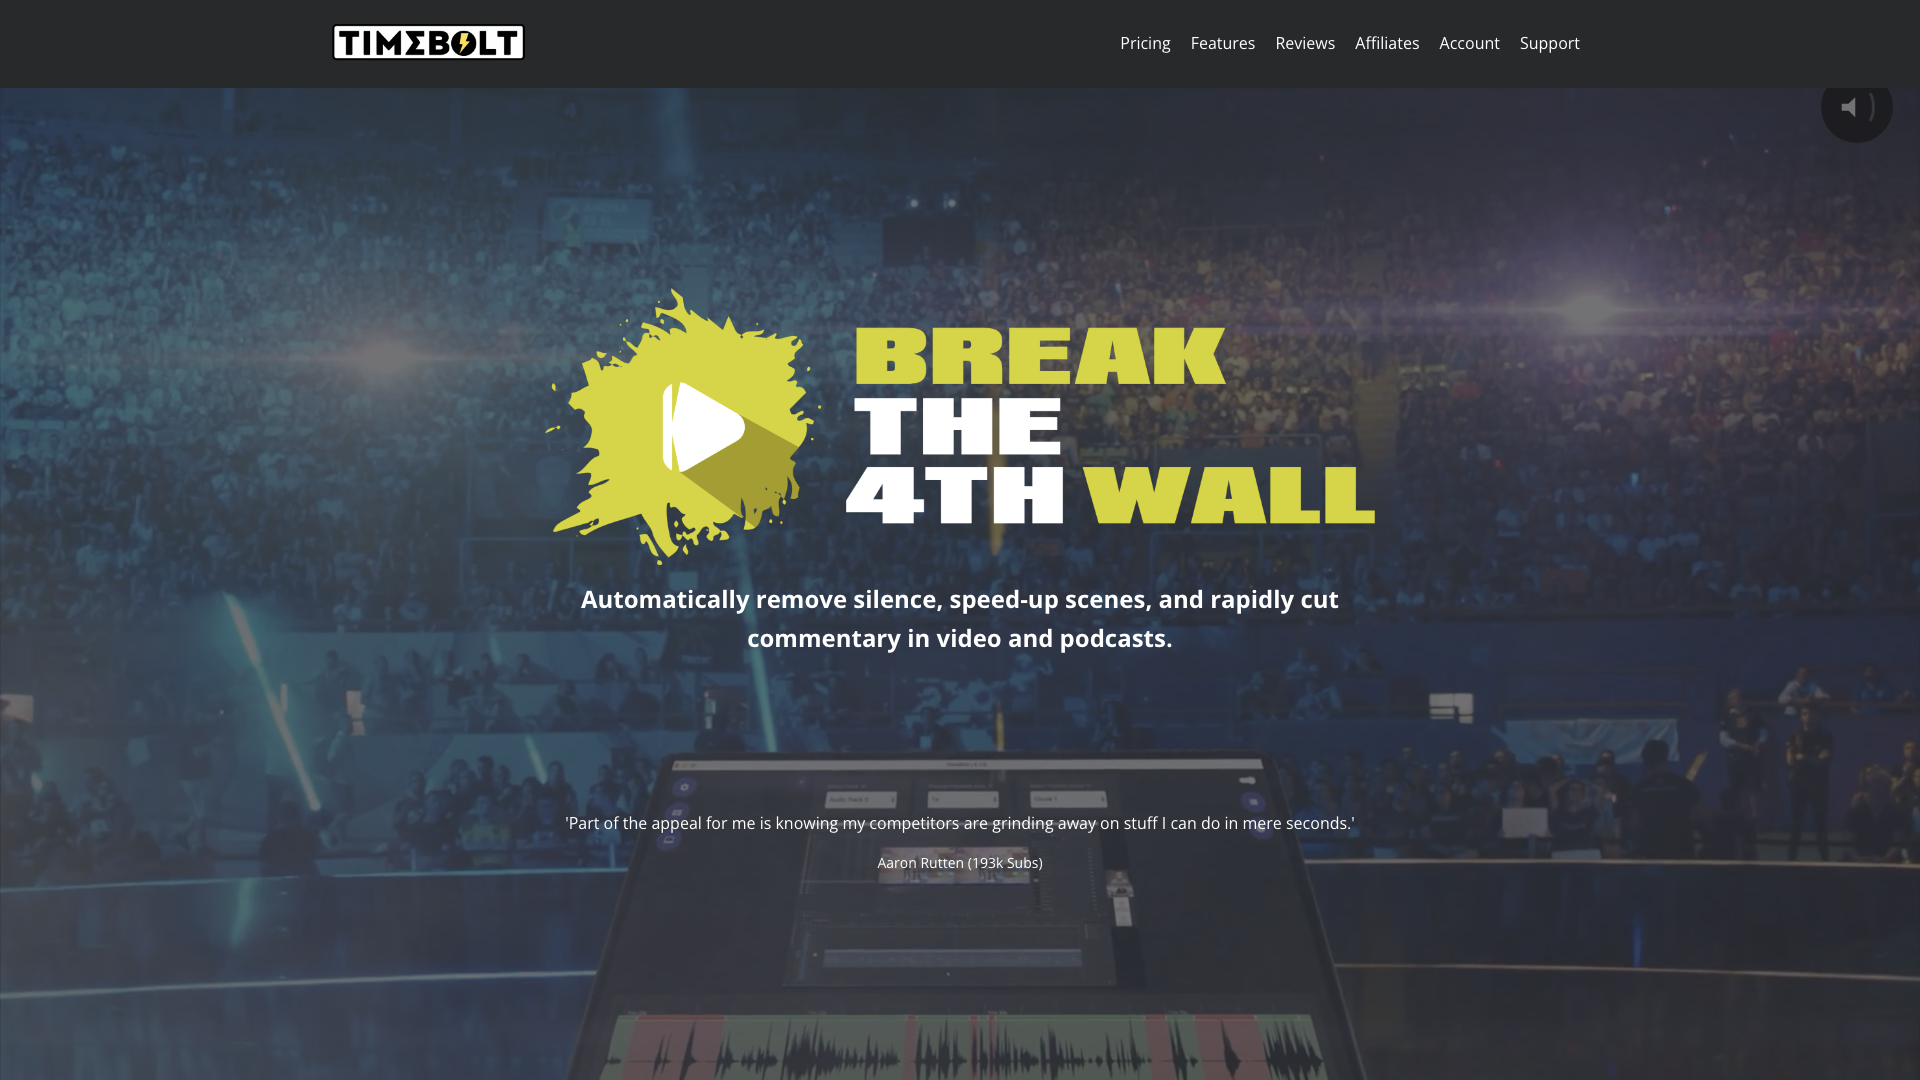 TIMEBOLT
Pricing Features Reviews Affiliates Account Support
BREAK
THE
4TH WALL
Automatically remove silence, speed-up scenes, and rapidly cut
commentary in video and podcasts.
'Part of the appeal for me is knowing my competitors are grinding away on stuff I can do in mere seconds.'
Aaron Rutten (193k Subs)